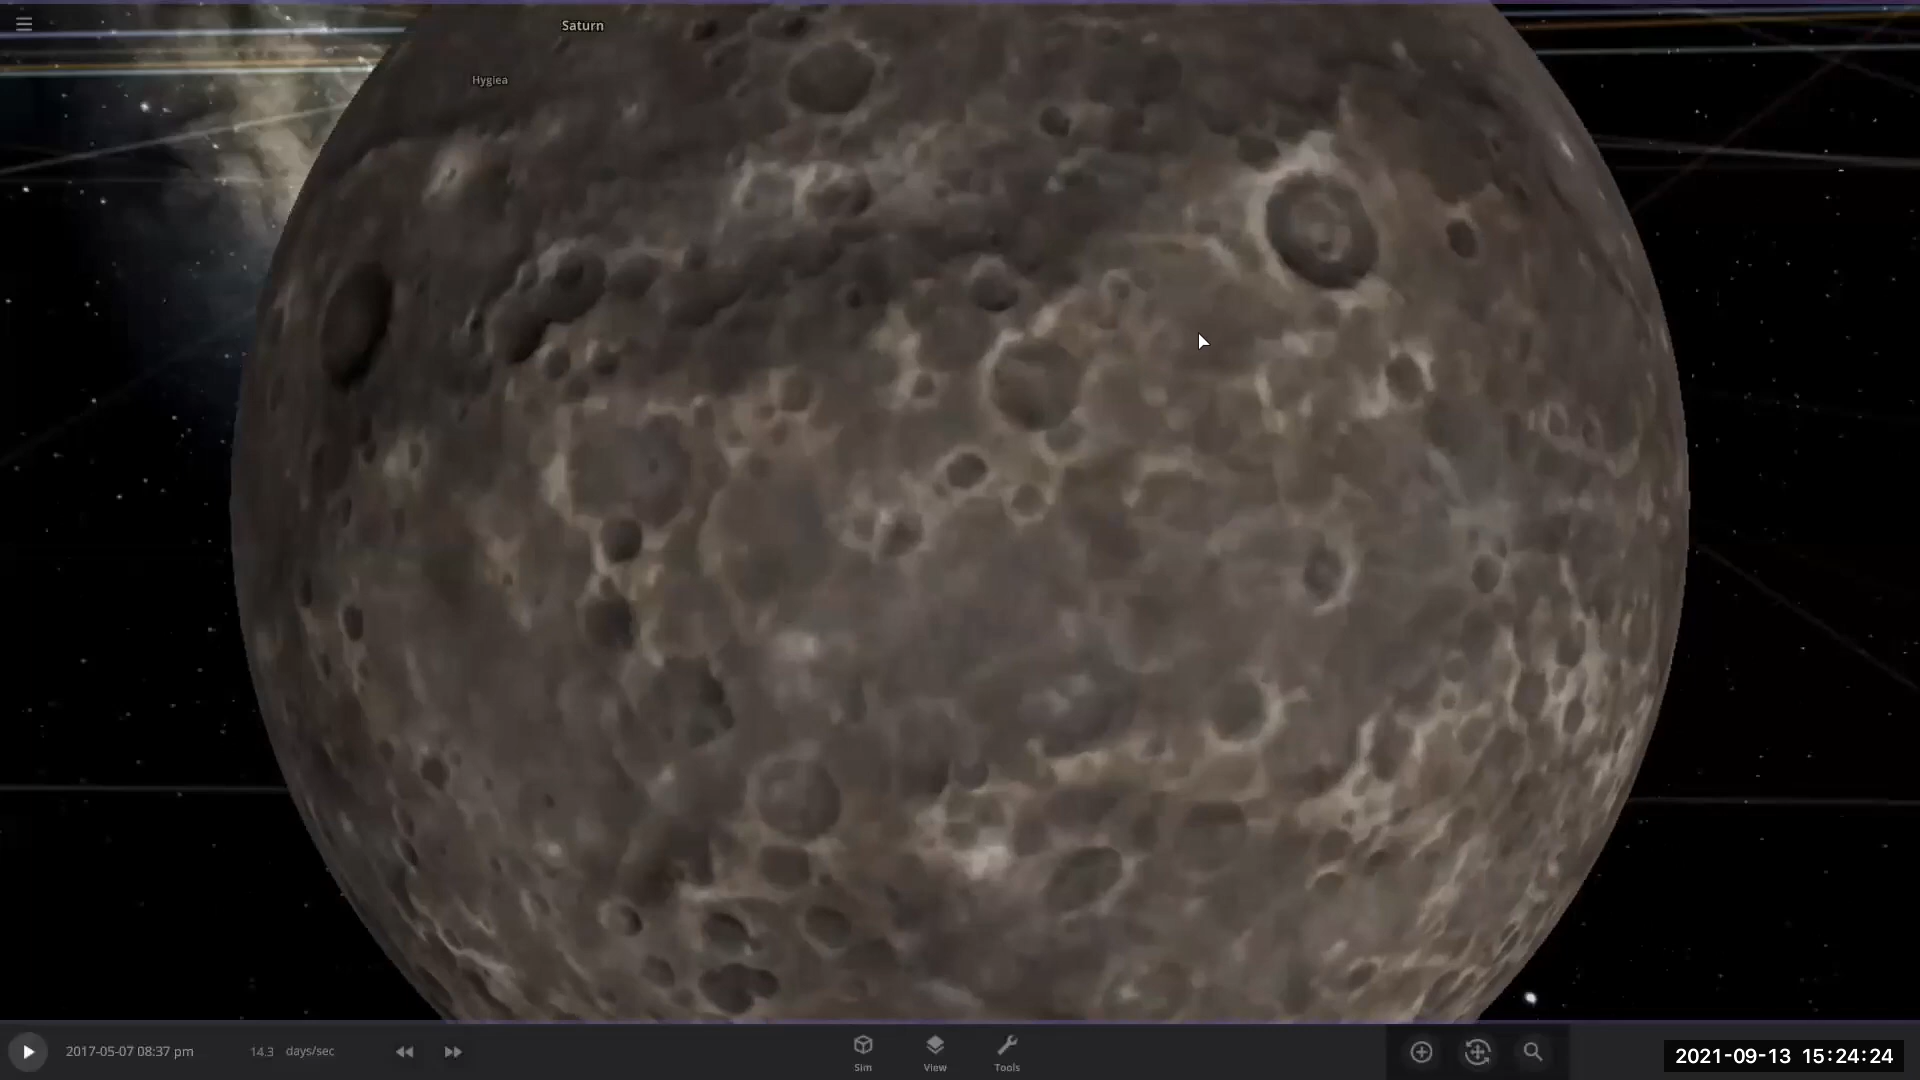 Saturn
Hygiea
2017-05-07 08:37 pm 14.3 days/sec
Sim View Tools
2021-09-13 15:24:24